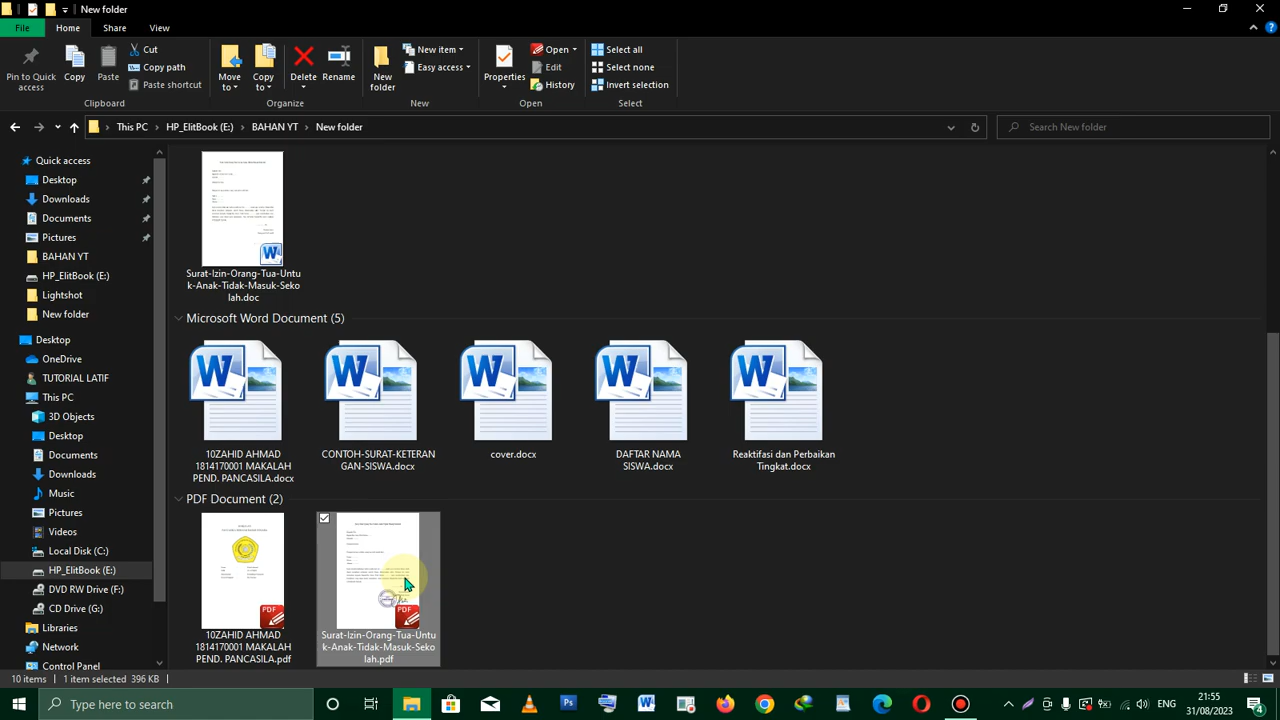 New folder
File
Home
Share
View
Pin to Quick access
Copy
Paste
Cut
Copy path
Paste shortcut
Clipboard
Move to
Copy to
Delete
Rename
Organize
New folder
New item
Easy access
New
Properties
Open
Edit
History
Open
Select all
Select none
Invert selection
Select
This PC
HP_ElitBook (E:)
BAHAN YT
New folder
Search New folder
Quick access
Desktop
Downloads
Documents
Pictures
BAHAN YT
HP_ElitBook (E:)
Lightshot
New folder
Desktop
OneDrive
TUTORIAL LATIF
This PC
3D Objects
Desktop
Documents
Downloads
Music
Pictures
Videos
Local Disk (C:)
HP_ElitBook (E:)
DVD RW Drive (F:)
CD Drive (G:)
Libraries
Network
Control Panel
Surat-Izin-Orang-Tua-Untu
k-Anak-Tidak-Masuk-Seko
lah.doc
Microsoft Word Document (5)
10ZAHID AHMAD
1814170001 MAKALAH
PEND. PANCASILA.docx
CONTOH-SURAT-KETERAN
GAN-SISWA.docx
cover.docx
DAFTAR NAMA
SISWA.docx
Reaktifasi dan Perbaikan
Tingkat.docx
PDF Document (2)
PDF
10ZAHID AHMAD
1814170001 MAKALAH
PEND. PANCASILA.pdf
PDF
Surat-Izin-Orang-Tua-Untu
k-Anak-Tidak-Masuk-Seko
lah.pdf
10 items
1 item selected 396 KB
Type here to search
ENG
21:55
31/08/2023
4